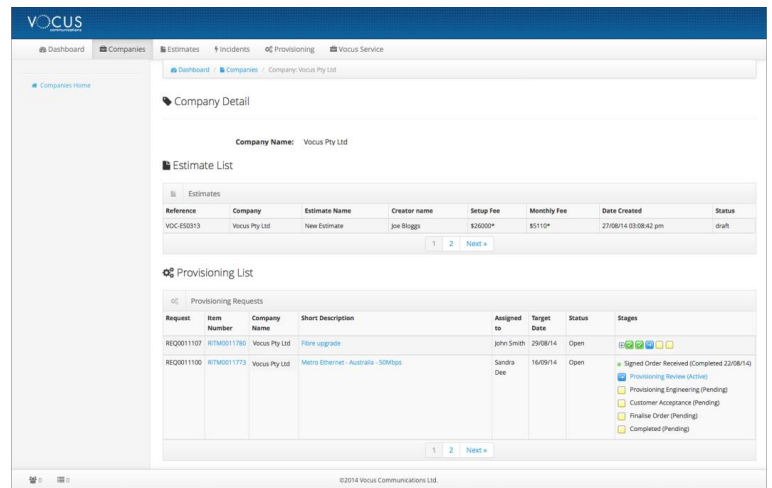 VOCUS
communications
Dashboard Companies Estimates Incidents Provisioning Vocus Service
Dashboard / Companies / Company: Vocus Pty Ltd
Companies Home
Company Detail
Company Name: Vocus Pty Ltd
Estimate List
Estimates
Reference Company Estimate Name Creator name Setup Fee Monthly Fee Date Created Status
VOC-ES0313 Vocus Pty Ltd New Estimate Joe Bloggs $26000* $5110* 27/08/14 03:08:42 pm draft
1 2 Next »
Provisioning List
Provisioning Requests
Request Item Number Company Name Short Description Assigned to Target Date Status Stages
REQ0011107 RITM0011780 Vocus Pty Ltd Fibre upgrade John Smith 29/08/14 Open
REQ0011100 RITM0011773 Vocus Pty Ltd Metro Ethernet - Australia - 50Mbps Sandra Dee 16/09/14 Open Signed Order Received (Completed 22/08/14)
Provisioning Review (Active)
Provisioning Engineering (Pending)
Customer Acceptance (Pending)
Finalise Order (Pending)
Completed (Pending)
1 2 Next »
0 0 ©2014 Vocus Communications Ltd.